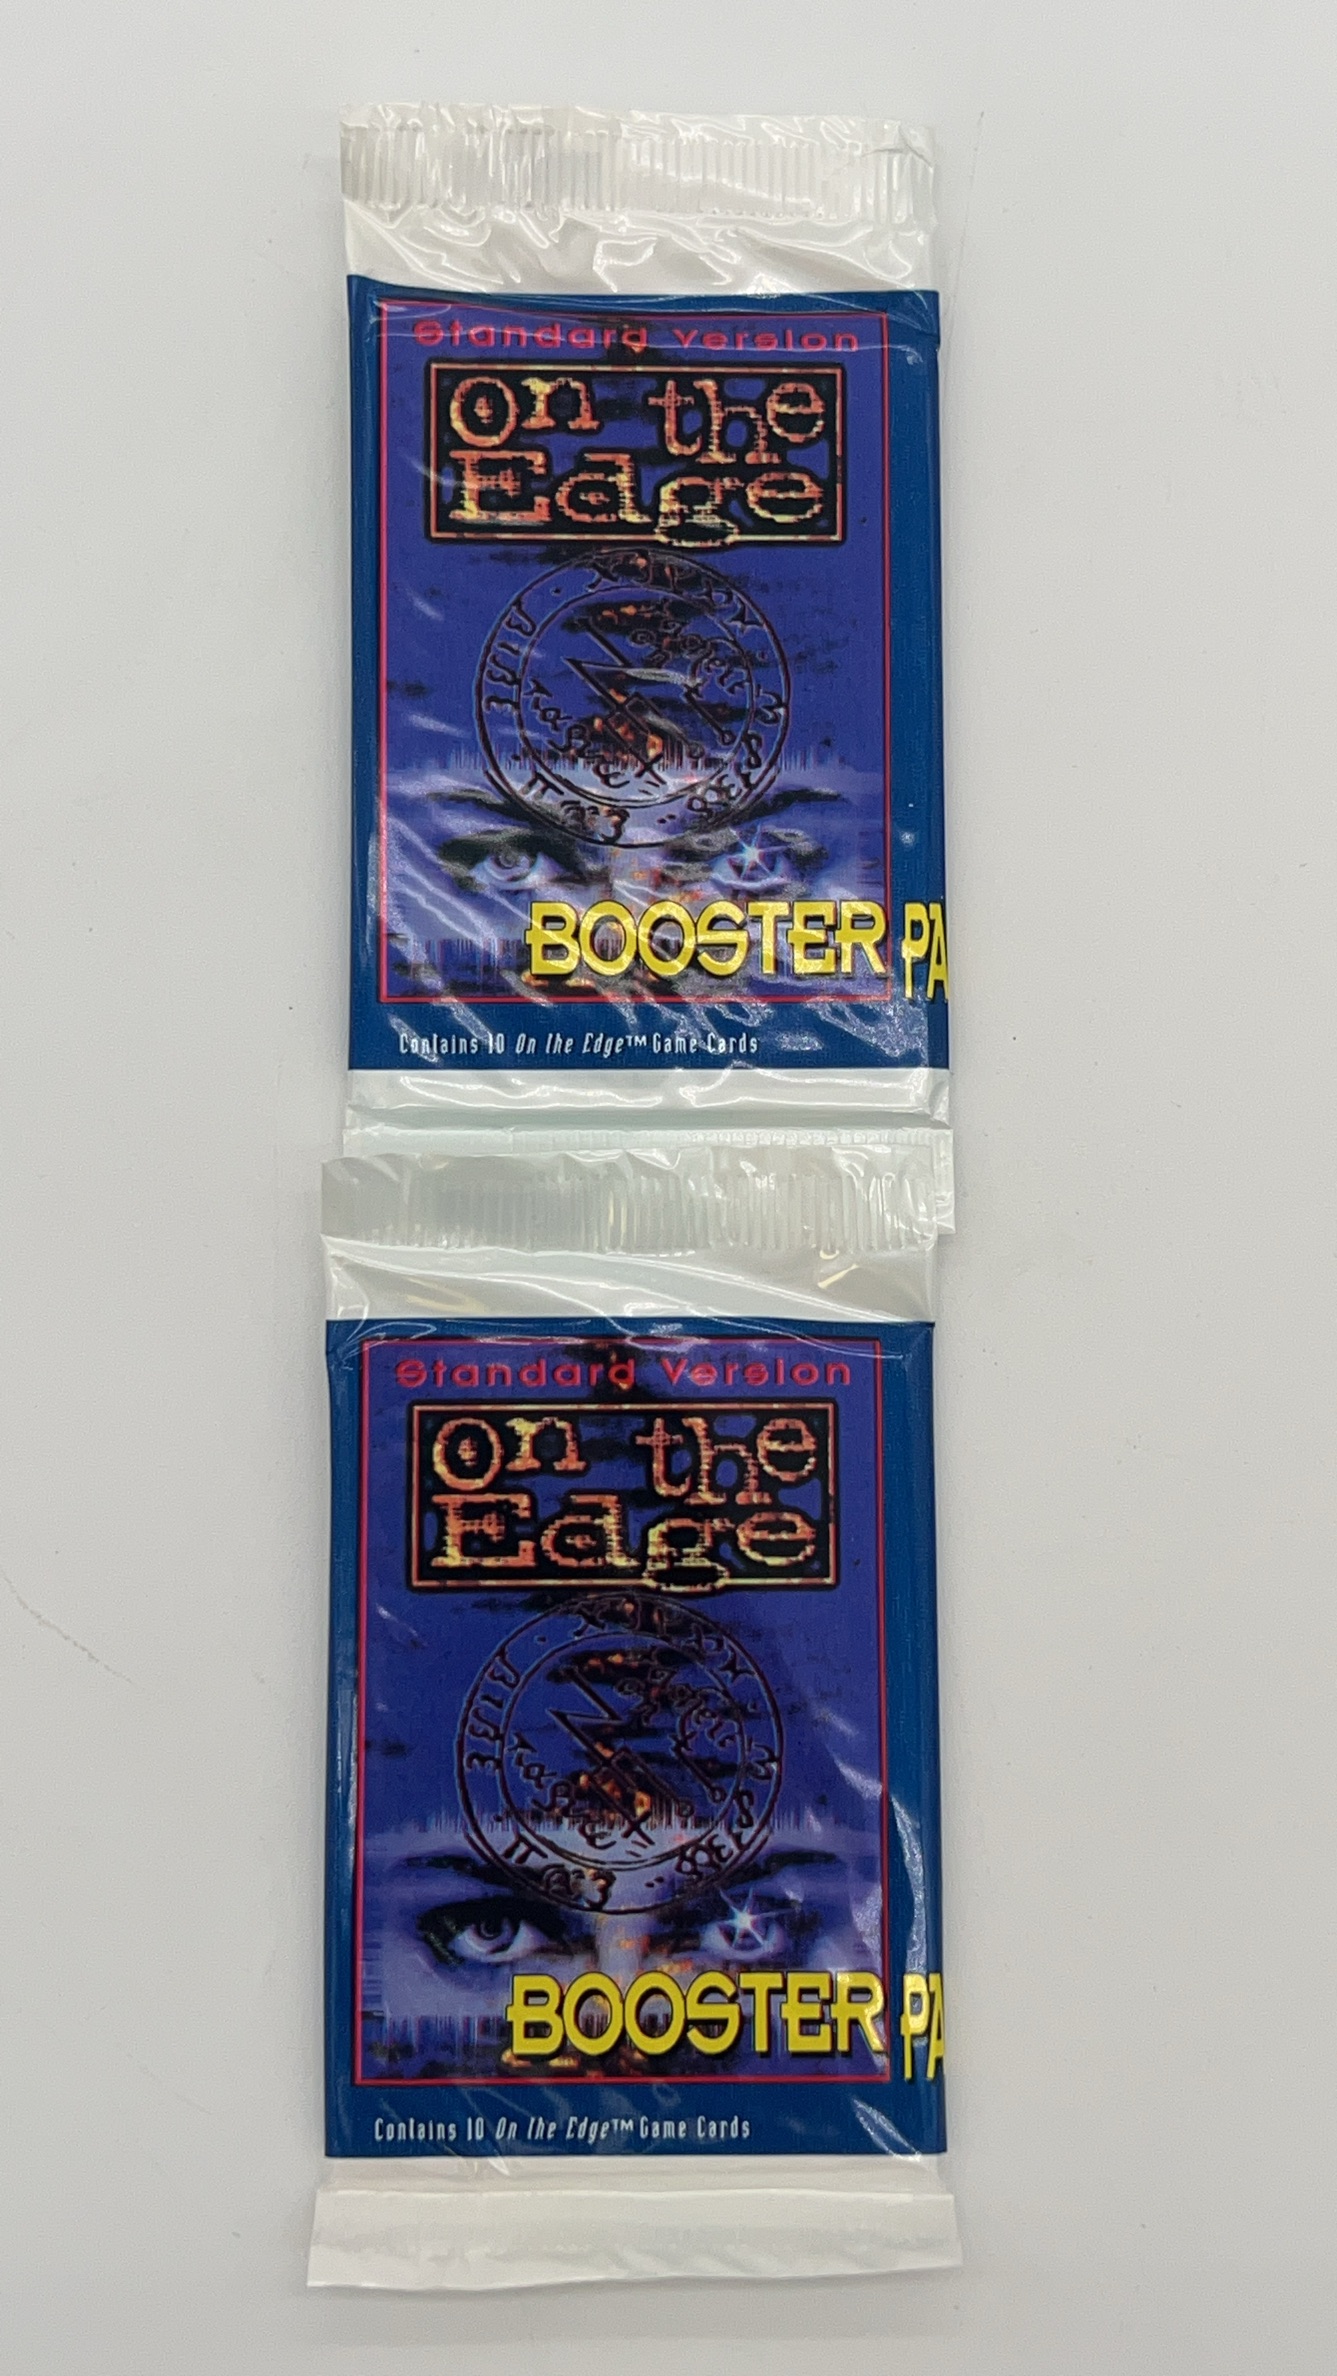 Standard Version
on the
Edge
BOOSTER PA
Contains 10 On the Edge™ Game Cards
Standard Version
on the
Edge
BOOSTER PA
Contains 10 On the Edge™ Game Cards